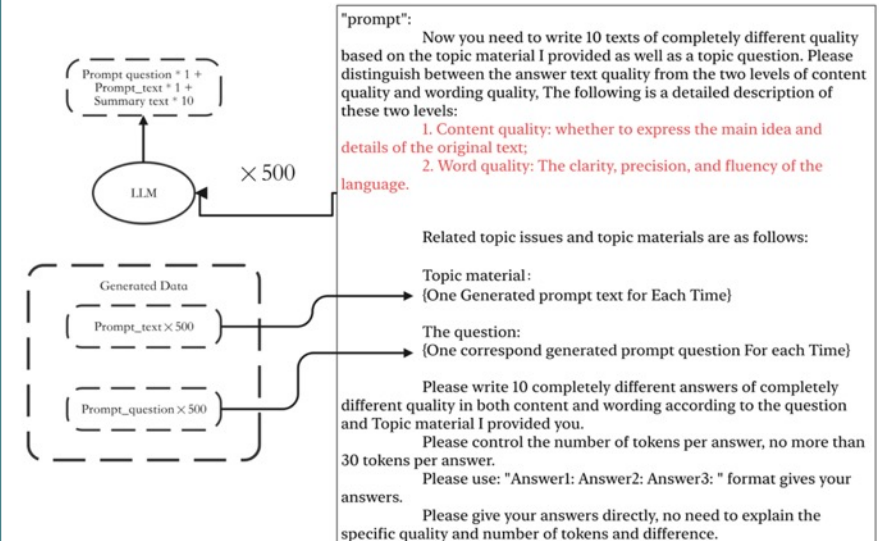 Prompt question * 1 +
Prompt_text * 1 +
Summary text * 10
LLM
×500
Generated Data
Prompt_text×500
Prompt_question×500
"prompt":
Now you need to write 10 texts of completely different quality
based on the topic material I provided as well as a topic question. Please
distinguish between the answer text quality from the two levels of content
quality and wording quality, The following is a detailed description of
these two levels:
1. Content quality: whether to express the main idea and
details of the original text;
2. Word quality: The clarity, precision, and fluency of the
language.
Related topic issues and topic materials are as follows:
Topic material:
{One Generated prompt text for Each Time}
The question:
{One correspond generated prompt question For each Time}
Please write 10 completely different answers of completely
different quality in both content and wording according to the question
and Topic material I provided you.
Please control the number of tokens per answer, no more than
30 tokens per answer.
Please use: "Answer1: Answer2: Answer3: " format gives your
answers.
Please give your answers directly, no need to explain the
specific quality and number of tokens and difference.